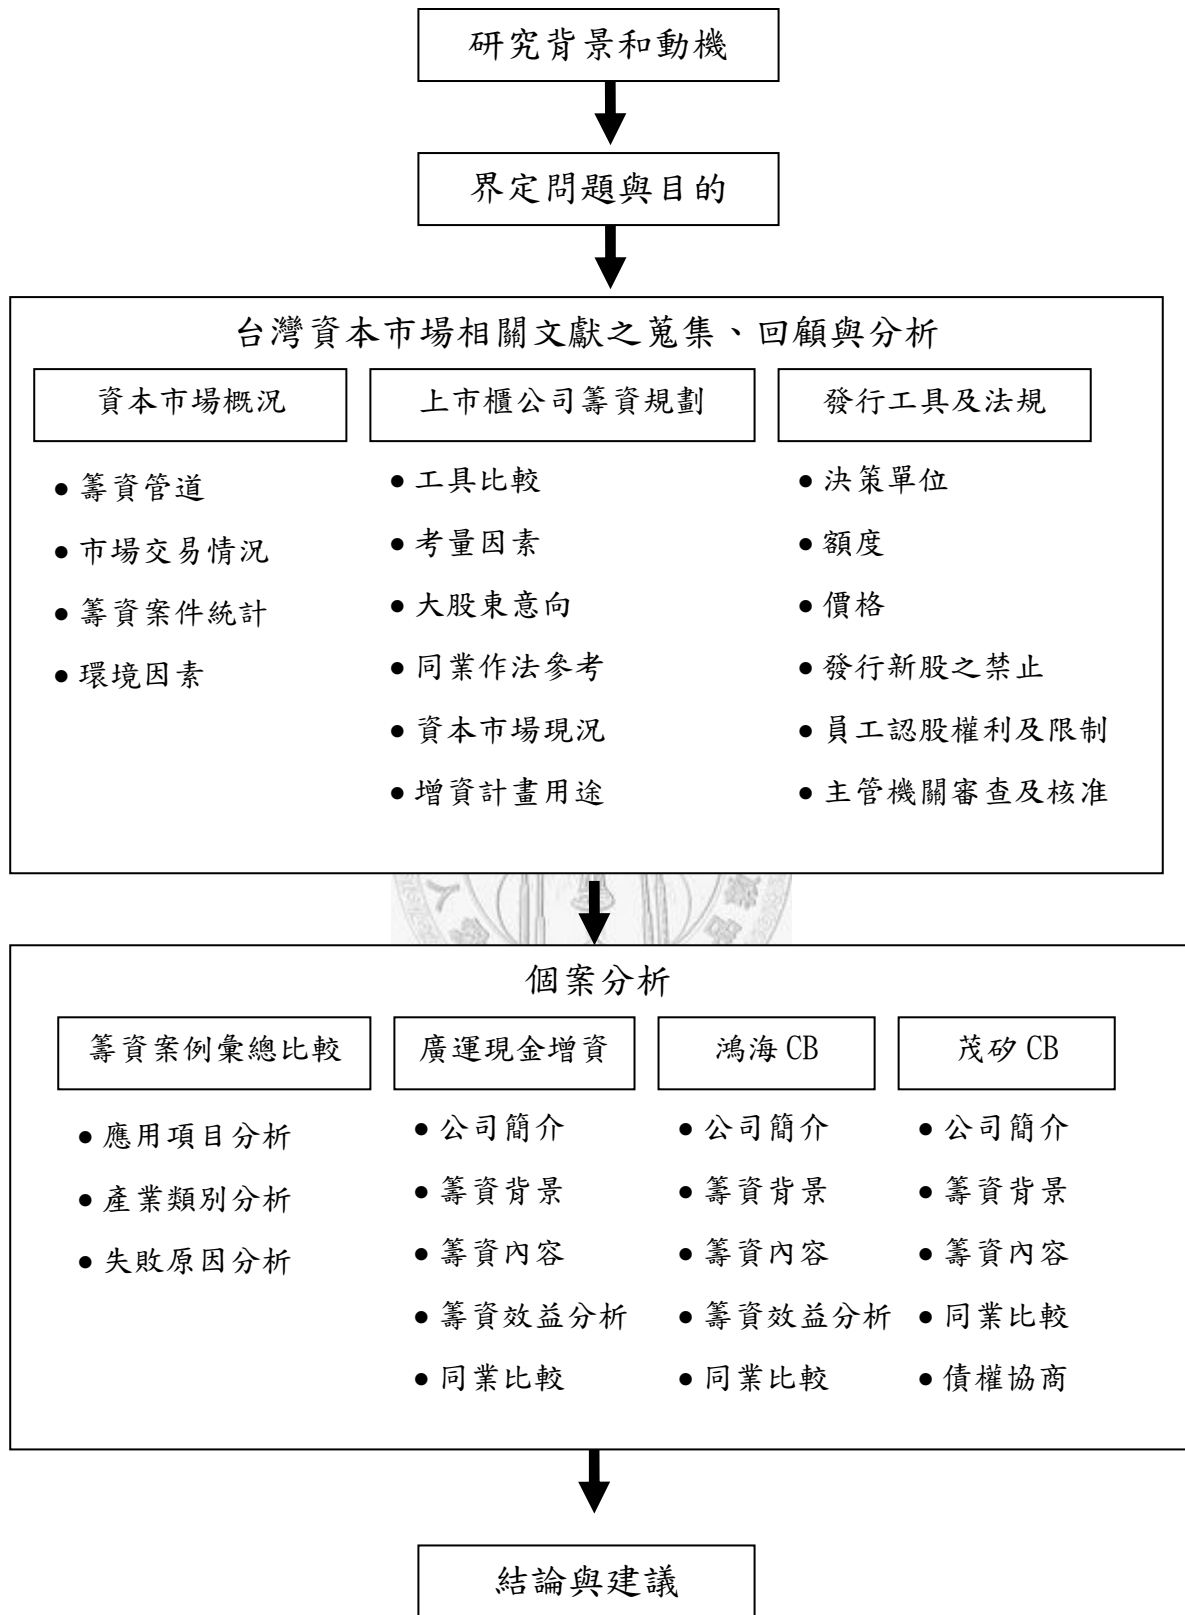 研究背景和動機
界定問題與目的
台灣資本市場相關文獻之蒐集、回顧與分析
資本市場概況
● 籌資管道
● 市場交易情況
● 籌資案件統計
● 環境因素
上市櫃公司籌資規劃
● 工具比較
● 考量因素
● 大股東意向
● 同業作法參考
● 資本市場現況
● 增資計畫用途
發行工具及法規
● 決策單位
● 額度
● 價格
● 發行新股之禁止
● 員工認股權利及限制
● 主管機關審查及核准
個案分析
籌資案例彙總比較
● 應用項目分析
● 產業類別分析
● 失敗原因分析
廣運現金增資
● 公司簡介
● 籌資背景
● 籌資內容
● 籌資效益分析
● 同業比較
鴻海 CB
● 公司簡介
● 籌資背景
● 籌資內容
● 籌資效益分析
● 同業比較
茂矽 CB
● 公司簡介
● 籌資背景
● 籌資內容
● 同業比較
● 債權協商
結論與建議